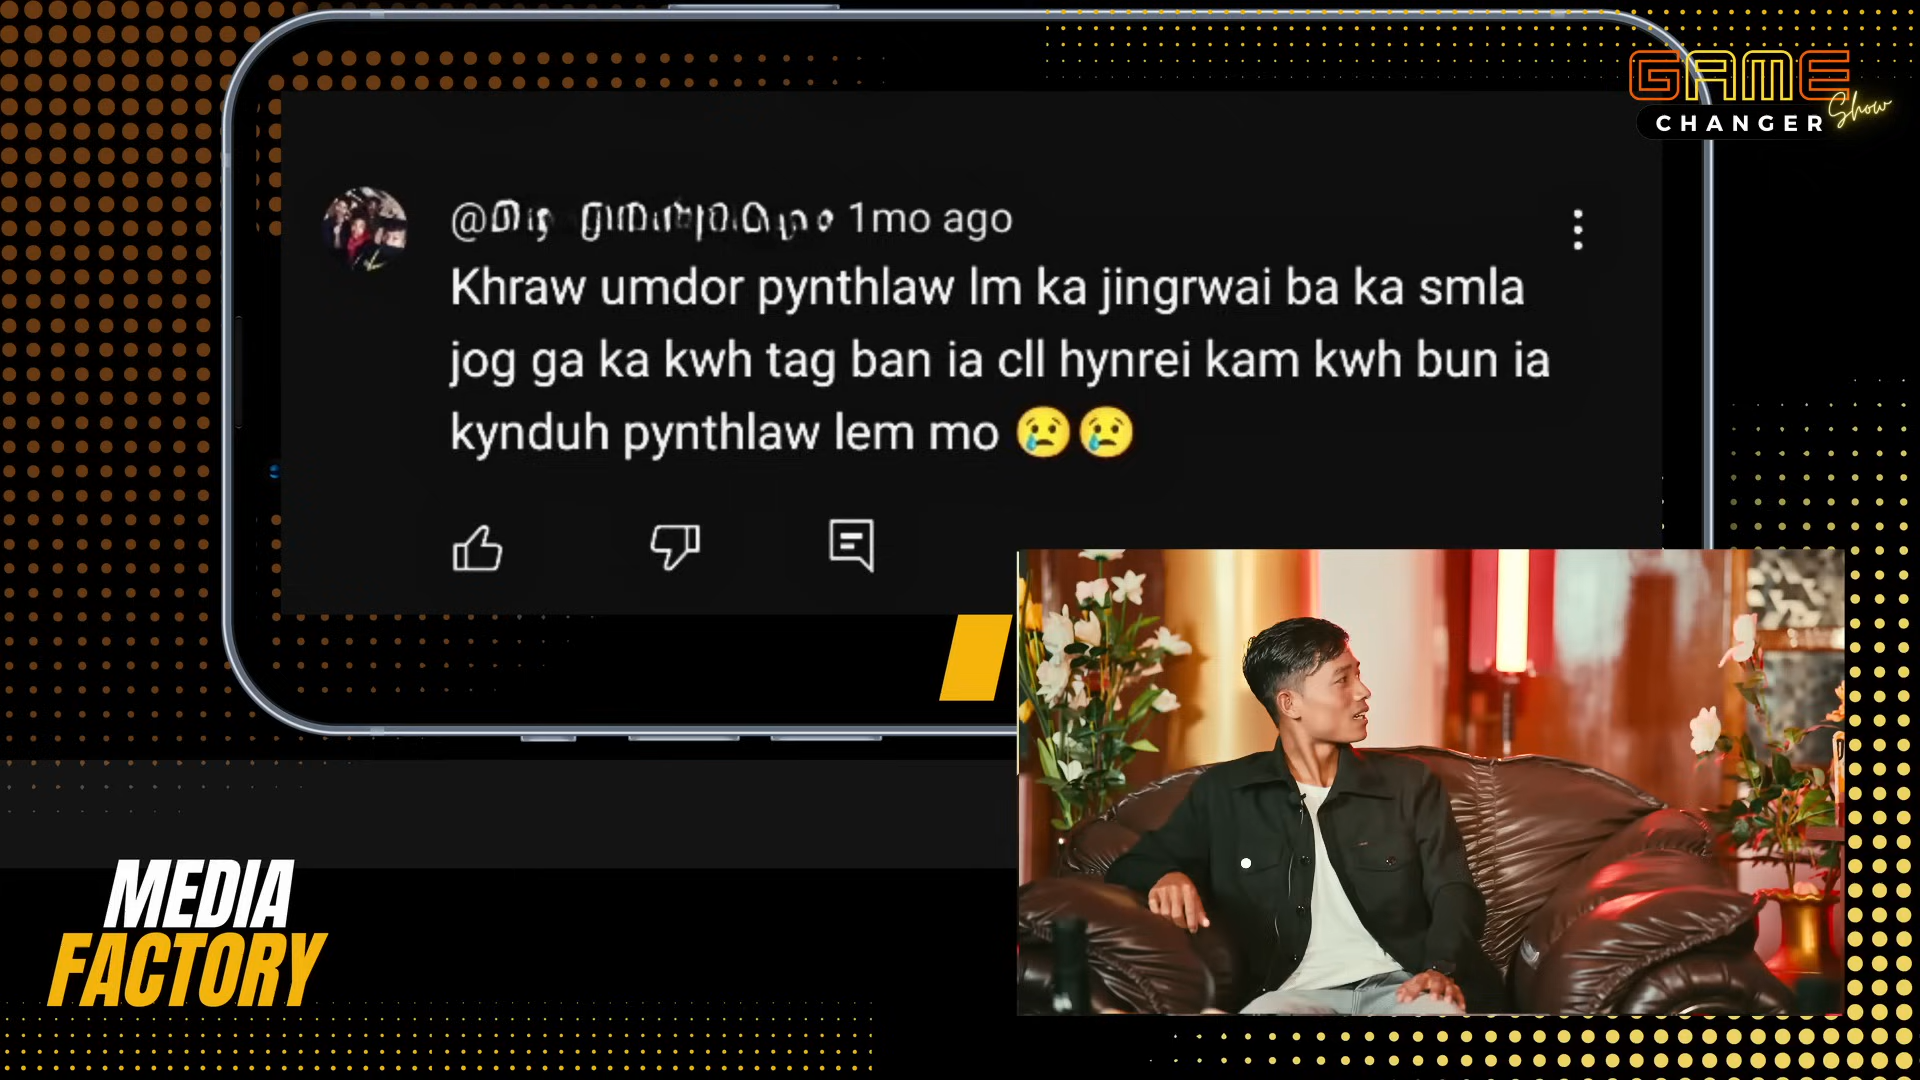 GAME
Show
CHANGER
1mo ago
Khraw umdor pynthlaw lm ka jingrwai ba ka smla
jog ga ka kwh tag ban ia cll hynrei kam kwh bun ia
kynduh pynthlaw lem mo 😢😢
MEDIA
FACTORY